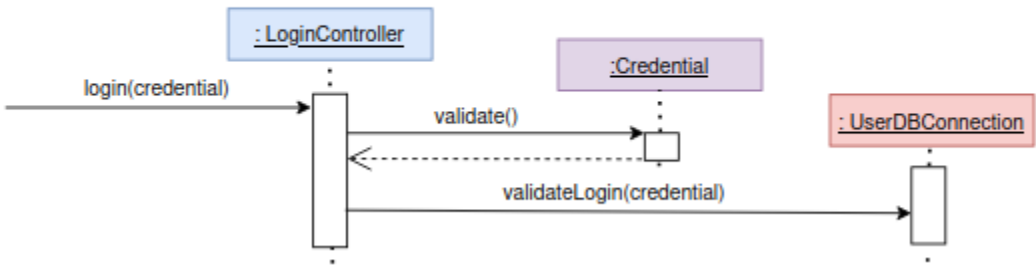 : LoginController
:Credential
login(credential)
validate()
: UserDBConnection
validateLogin(credential)